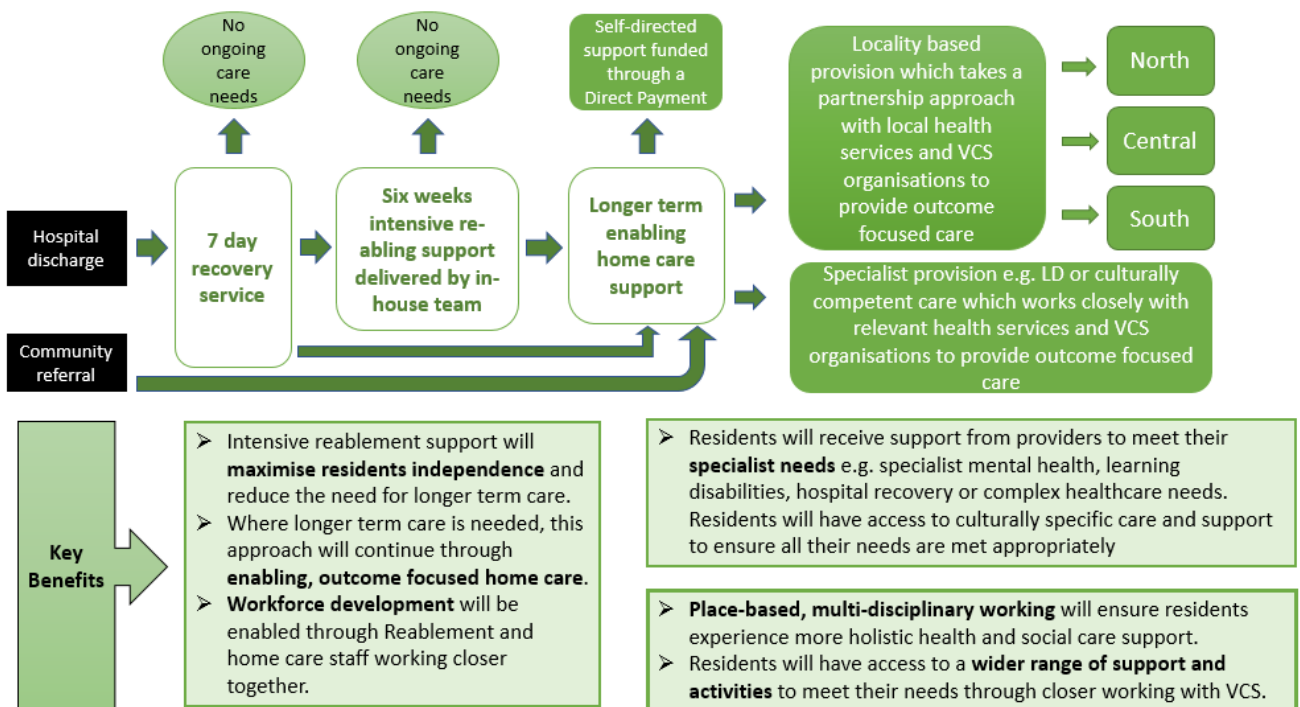 No
ongoing
care
needs
No
ongoing
care
needs
Self-directed
support funded
through a
Direct Payment
Locality based
provision which takes a
partnership approach
with local health
services and VCS
organisations to
provide outcome
focused care
North
Central
South
Hospital
discharge
7 day
recovery
service
Six weeks
intensive re-
abling support
delivered by in-
house team
Longer term
enabling
home care
support
Specialist provision e.g. LD or culturally
competent care which works closely with
relevant health services and VCS
organisations to provide outcome focused
care
Community
referral
Key
Benefits
➢ Intensive reablement support will
maximise residents independence and
reduce the need for longer term care.
➢ Where longer term care is needed, this
approach will continue through
enabling, outcome focused home care.
➢ Workforce development will be
enabled through Reablement and
home care staff working closer
together.
➢ Residents will receive support from providers to meet their
specialist needs e.g. specialist mental health, learning
disabilities, hospital recovery or complex healthcare needs.
Residents will have access to culturally specific care and support
to ensure all their needs are met appropriately
➢ Place-based, multi-disciplinary working will ensure residents
experience more holistic health and social care support.
➢ Residents will have access to a wider range of support and
activities to meet their needs through closer working with VCS.